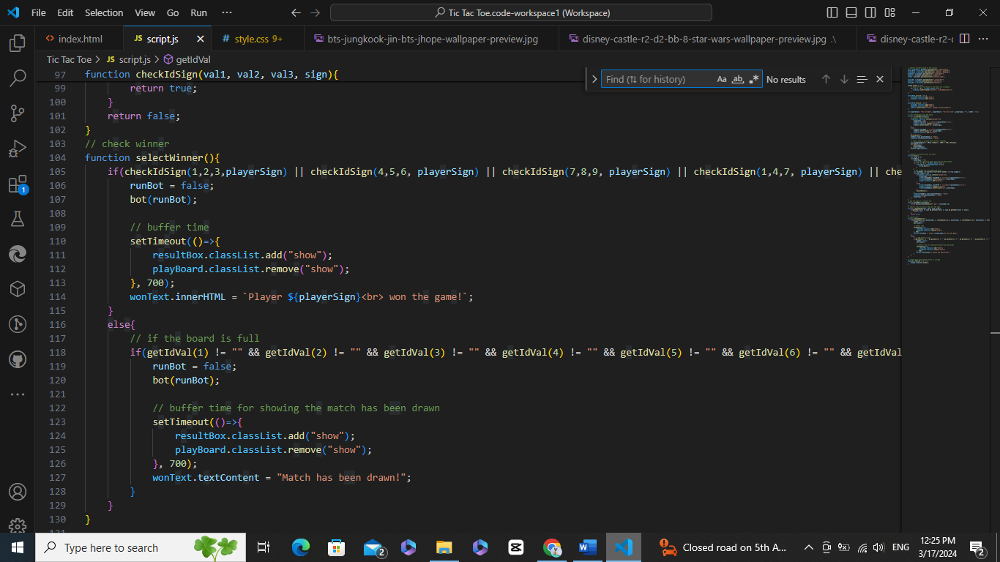 File Edit Selection View Go Run ··· Tic Tac Toe.code-workspace1 (Workspace)
index.html JS script.js # style.css 9+ bts-jungkook-jin-bts-jhope-wallpaper-preview.jpg disney-castle-r2-d2-bb-8-star-wars-wallpaper-preview.jpg .\ disney-castle-r2-
Tic Tac Toe > JS script.js > getIdVal
Find (⇅ for history) Aa ab .* No results
97 function checkIdSign(val1, val2, val3, sign){
99 return true;
100 }
101 return false;
102 }
103 // check winner
104 function selectWinner(){
105 if(checkIdSign(1,2,3,playerSign) || checkIdSign(4,5,6, playerSign) || checkIdSign(7,8,9, playerSign) || checkIdSign(1,4,7, playerSign) || che
106 runBot = false;
107 bot(runBot);
108
109 // buffer time
110 setTimeout(()=>{
111 resultBox.classList.add("show");
112 playBoard.classList.remove("show");
113 }, 700);
114 wonText.innerHTML = `Player ${playerSign}<br> won the game!`;
115 }
116 else{
117 // if the board is full
118 if(getIdVal(1) != "" && getIdVal(2) != "" && getIdVal(3) != "" && getIdVal(4) != "" && getIdVal(5) != "" && getIdVal(6) != "" && getIdVal
119 runBot = false;
120 bot(runBot);
121
122 // buffer time for showing the match has been drawn
123 setTimeout(()=>{
124 resultBox.classList.add("show");
125 playBoard.classList.remove("show");
126 }, 700);
127 wonText.textContent = "Match has been drawn!";
128 }
129 }
130 }
1
Type here to search
2
Closed road on 5th A...
ENG
12:25 PM
3/17/2024
2